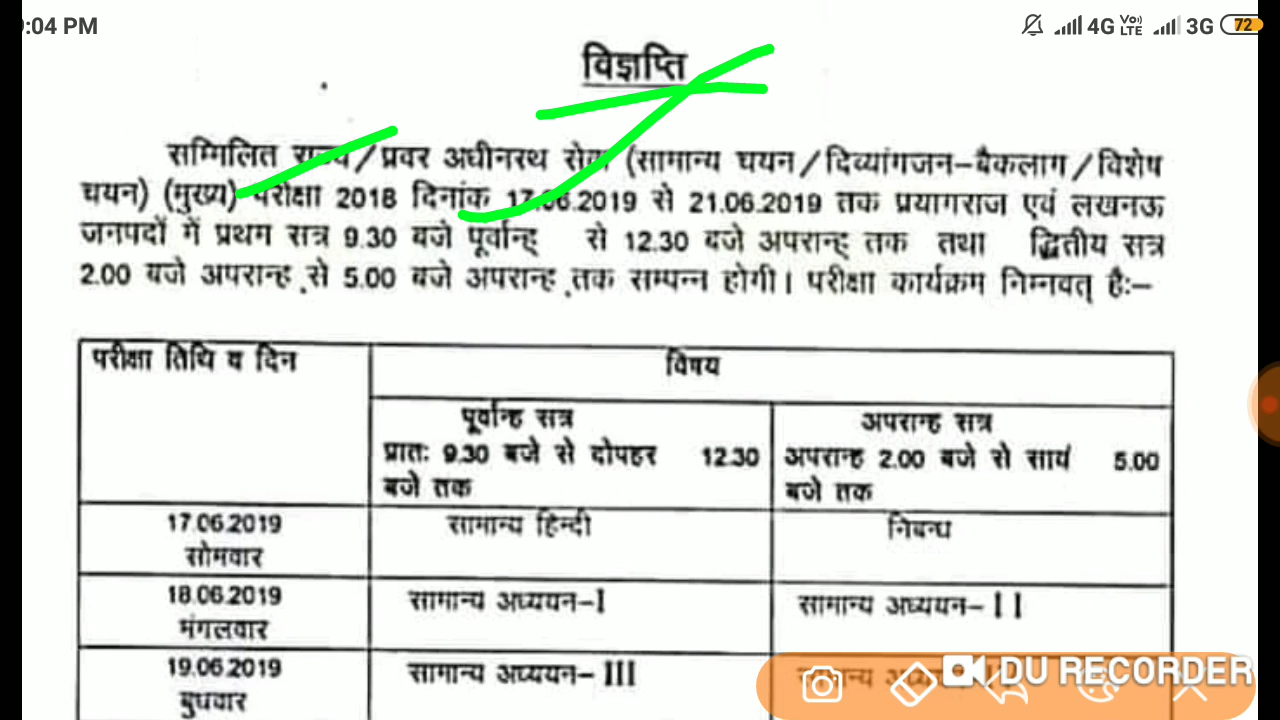 :04 PM 4G Vo) LTE 3G 72
विज्ञप्ति
सम्मिलित राज्य/प्रवर अधीनस्थ सेवा (सामान्य चयन/दिव्यांगजन-बैकलाग/विशेष
चयन) (मुख्य) परीक्षा 2018 दिनांक 17.06.2019 से 21.06.2019 तक प्रयागराज एवं लखनऊ
जनपदों में प्रथम सत्र 9.30 बजे पूर्वान्ह् से 12.30 बजे अपरान्ह् तक तथा द्वितीय सत्र
2.00 बजे अपरान्ह से 5.00 बजे अपरान्ह तक सम्पन्न होगी। परीक्षा कार्यक्रम निम्नवत् है:-
परीक्षा तिथि व दिन विषय
पूर्वान्ह सत्र अपरान्ह सत्र
प्रातः 9.30 बजे से दोपहर 12.30 अपरान्ह 2.00 बजे से सायं 5.00
बजे तक बजे तक
17.06.2019 सामान्य हिन्दी निबन्ध
सोमवार
18.06.2019 सामान्य अध्ययन-I सामान्य अध्ययन-II
मंगलवार
19.06.2019 सामान्य अध्ययन-III सामान्य अध्ययन-
बुधवार
DU RECORDER